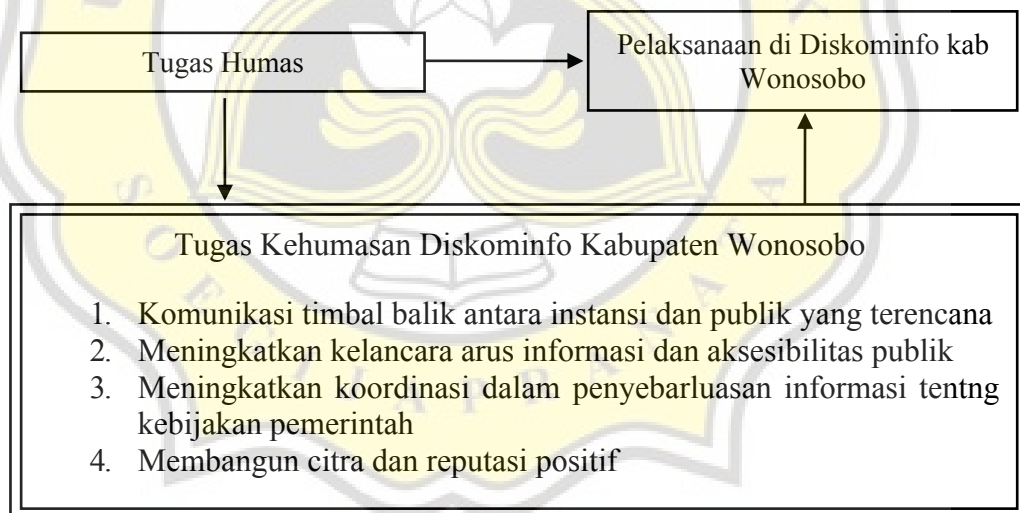 Tugas Humas
Pelaksanaan di Diskominfo kab
Wonosobo
Tugas Kehumasan Diskominfo Kabupaten Wonosobo
1. Komunikasi timbal balik antara instansi dan publik yang terencana
2. Meningkatkan kelancara arus informasi dan aksesibilitas publik
3. Meningkatkan koordinasi dalam penyebarluasan informasi tentng
kebijakan pemerintah
4. Membangun citra dan reputasi positif